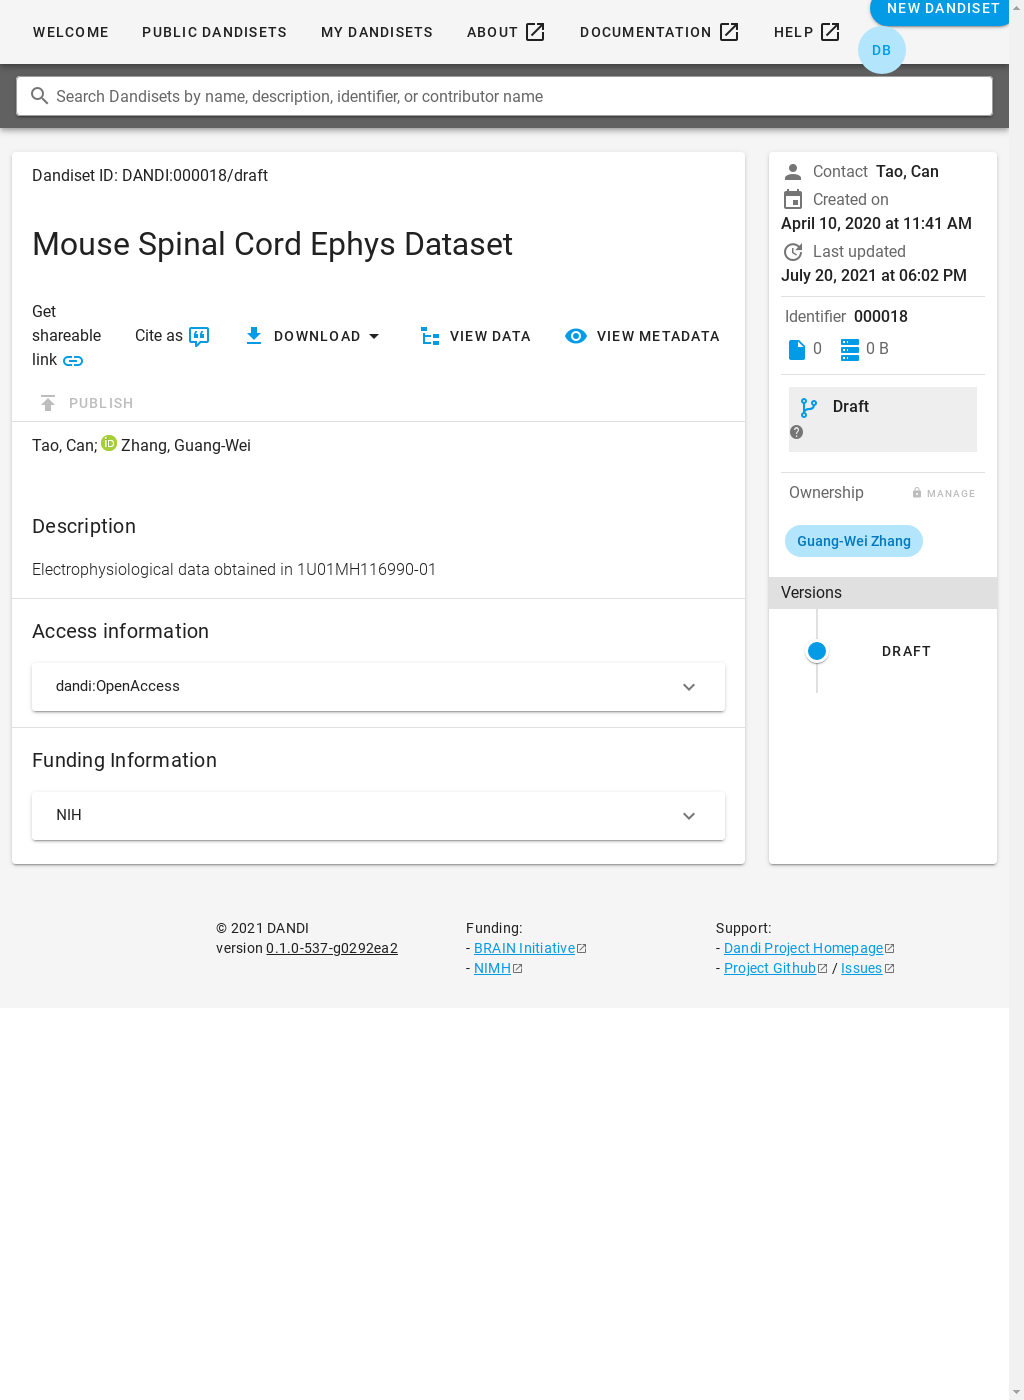 WELCOME PUBLIC DANDISETS MY DANDISETS ABOUT DOCUMENTATION HELP NEW DANDISET
DB
Search Dandisets by name, description, identifier, or contributor name
Dandiset ID: DANDI:000018/draft
Mouse Spinal Cord Ephys Dataset
Get
shareable
link
Cite as DOWNLOAD VIEW DATA VIEW METADATA
PUBLISH
Tao, Can; iD Zhang, Guang-Wei
Description
Electrophysiological data obtained in 1U01MH116990-01
Access information
dandi:OpenAccess
Funding Information
NIH
Contact Tao, Can
Created on
April 10, 2020 at 11:41 AM
Last updated
July 20, 2021 at 06:02 PM
Identifier 000018
0 0 B
Draft
Ownership MANAGE
Guang-Wei Zhang
Versions
DRAFT
© 2021 DANDI
version 0.1.0-537-g0292ea2
Funding:
- BRAIN Initiative
- NIMH
Support:
- Dandi Project Homepage
- Project Github / Issues